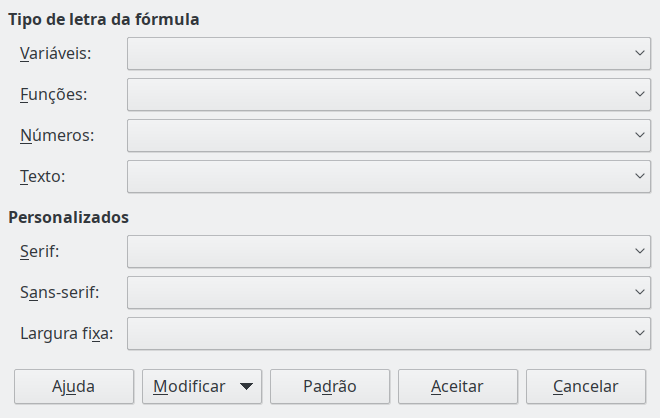 Tipo de letra da fórmula
Variáveis:
Funções:
Números:
Texto:
Personalizados
Serif:
Sans-serif:
Largura fixa:
Ajuda Modificar Padrão Aceitar Cancelar